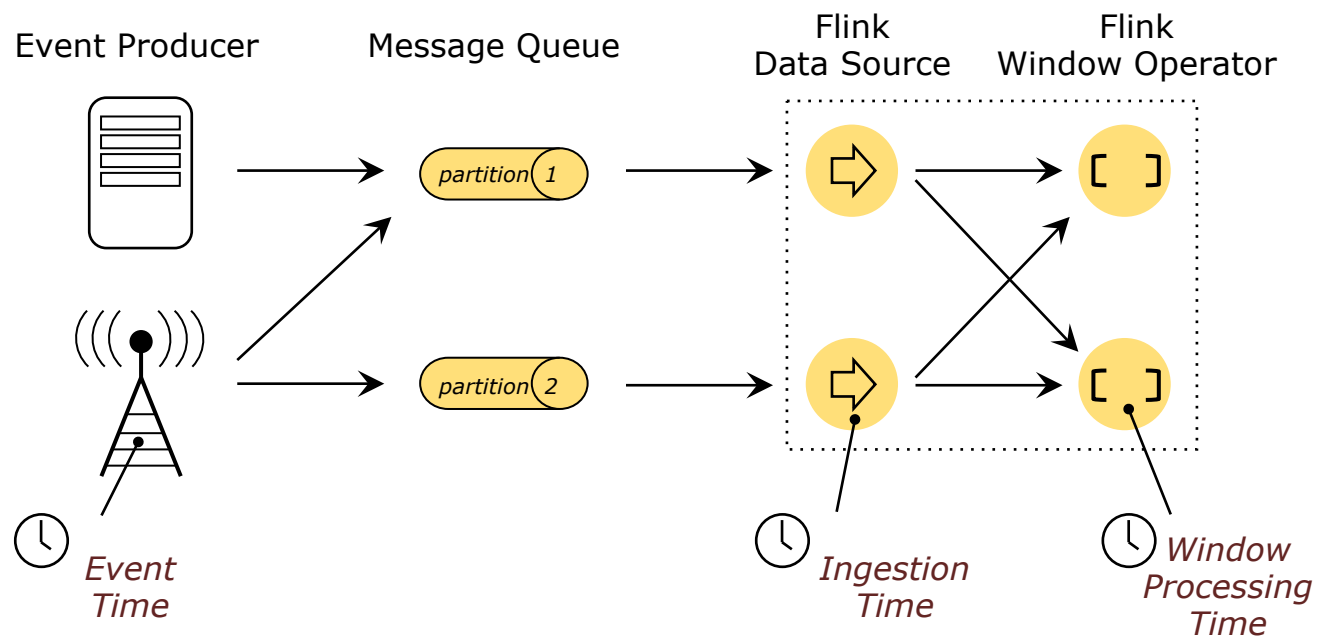 Event Producer
Message Queue
Flink
Data Source
Flink
Window Operator
partition 1
partition 2
Event
Time
Ingestion
Time
Window
Processing
Time